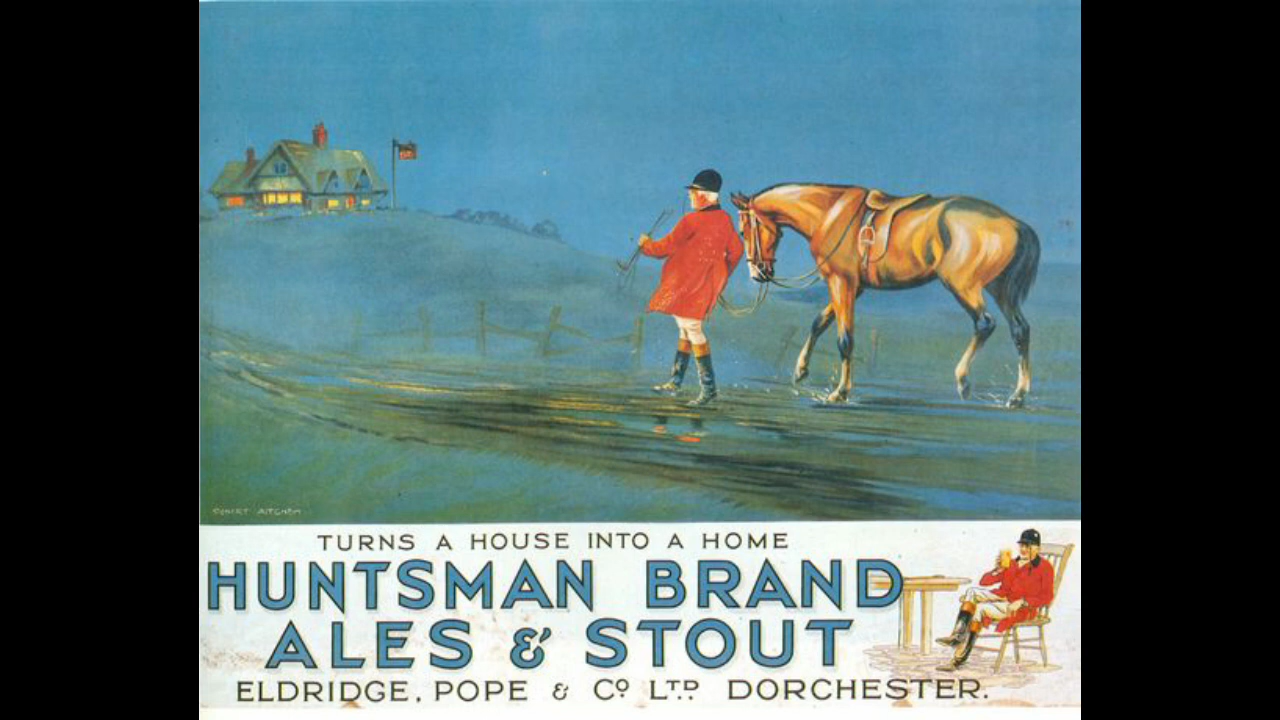 TURNS A HOUSE INTO A HOME
HUNTSMAN BRAND
ALES & STOUT
ELDRIDGE, POPE & Cº LTD DORCHESTER.